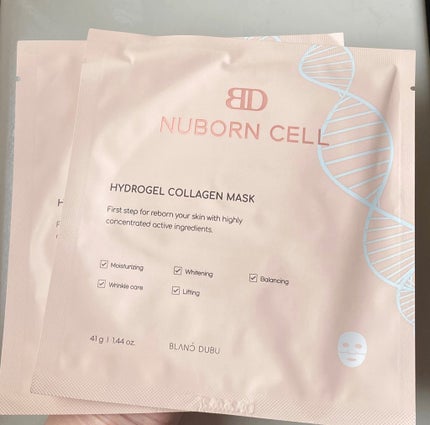 BD
NUBORN CELL
HYDROGEL COLLAGEN MASK
First step for reborn your skin with highly
concentrated active ingredients.
Moisturizing Whitening Balancing
Wrinkle care Lifting
41 g | 1.44 oz. BLANĆ DUBU